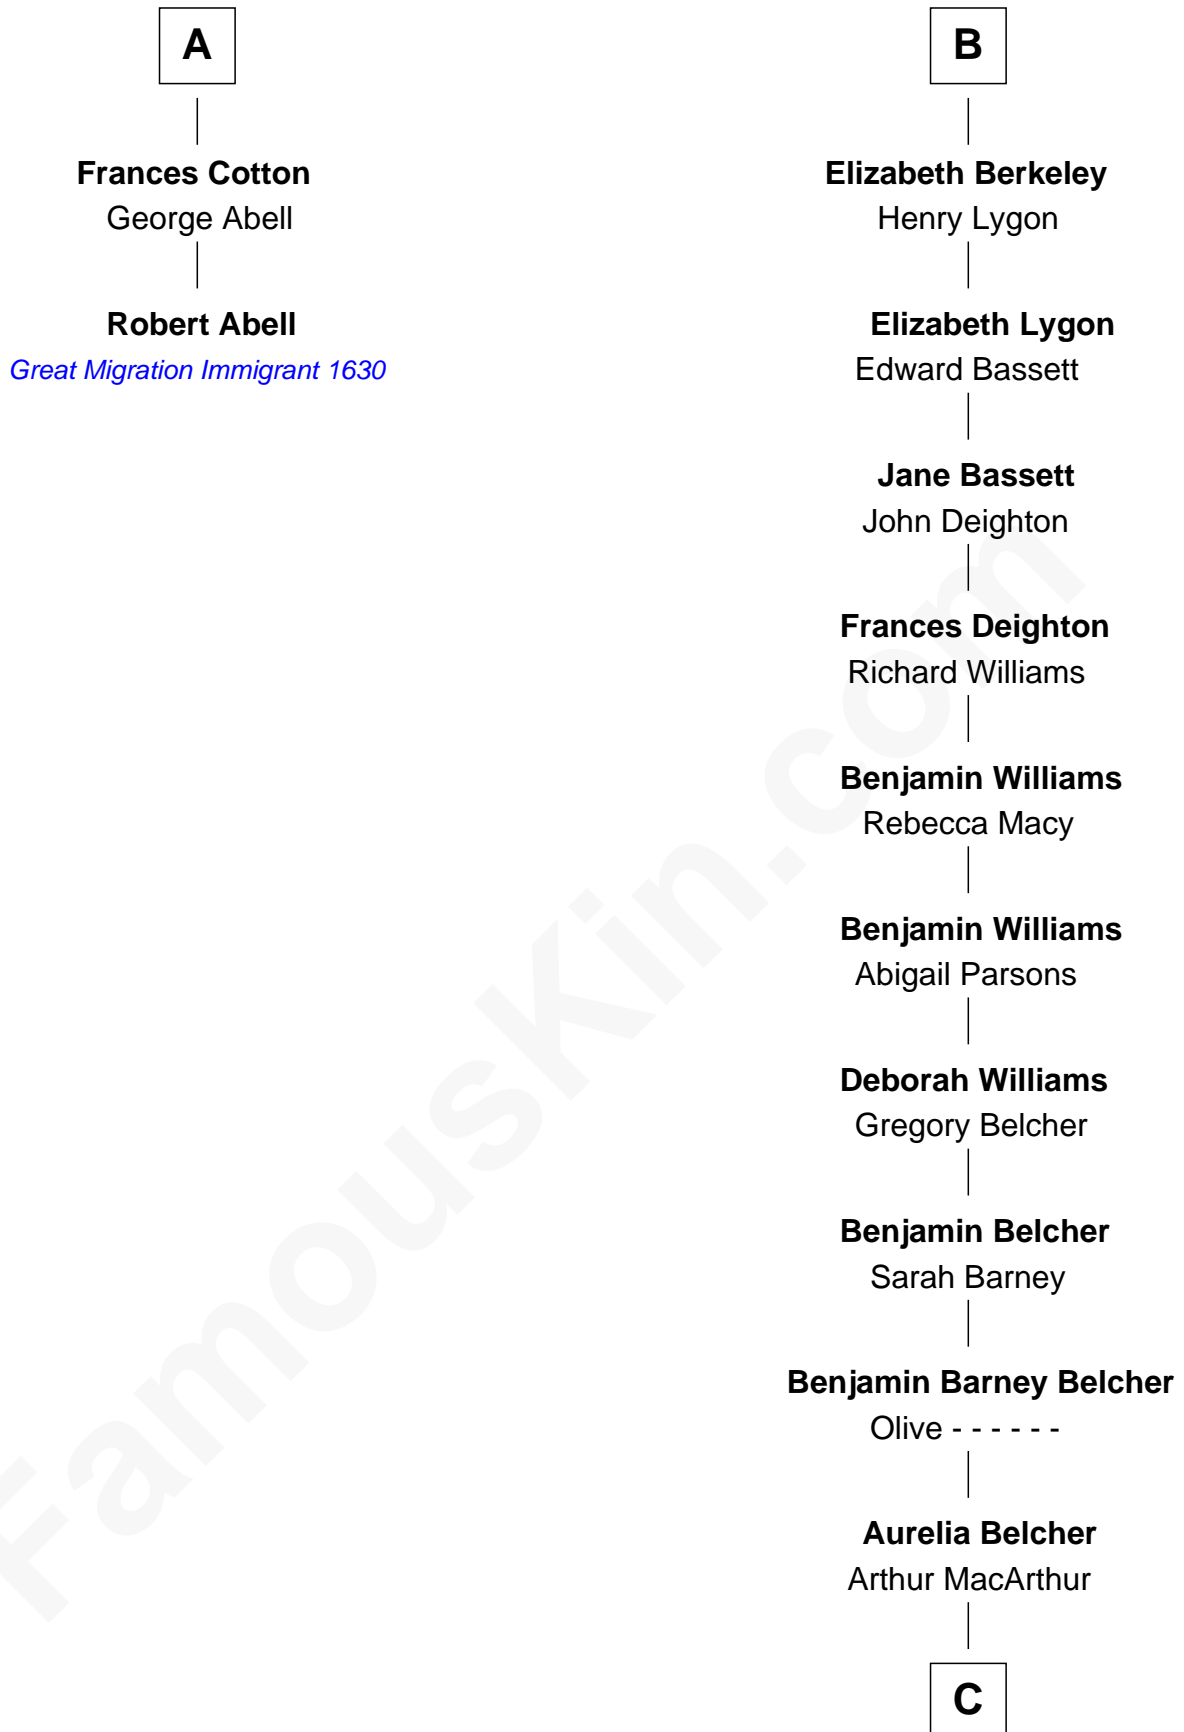 A
Frances Cotton
George Abell
Robert Abell
Great Migration Immigrant 1630
B
Elizabeth Berkeley
Henry Lygon
Elizabeth Lygon
Edward Bassett
Jane Bassett
John Deighton
Frances Deighton
Richard Williams
Benjamin Williams
Rebecca Macy
Benjamin Williams
Abigail Parsons
Deborah Williams
Gregory Belcher
Benjamin Belcher
Sarah Barney
Benjamin Barney Belcher
Olive - - - - - -
Aurelia Belcher
Arthur MacArthur
C
FamousKin.com